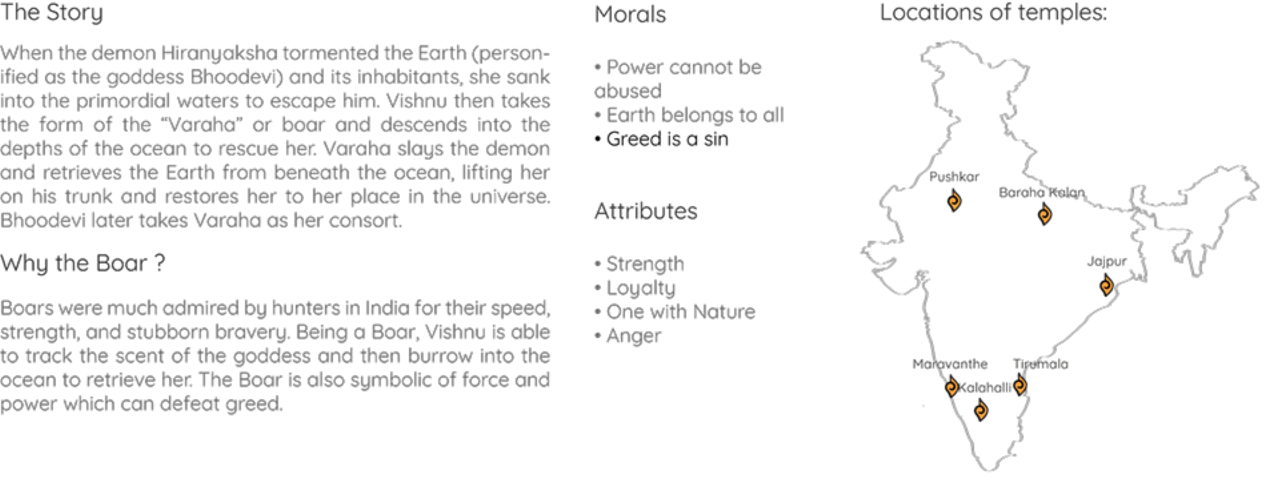 The Story
When the demon Hiranyaksha tormented the Earth (person-
ified as the goddess Bhoodevi) and its inhabitants, she sank
into the primordial waters to escape him. Vishnu then takes
the form of the “Varaha” or boar and descends into the
depths of the ocean to rescue her. Varaha slays the demon
and retrieves the Earth from beneath the ocean, lifting her
on his trunk and restores her to her place in the universe.
Bhoodevi later takes Varaha as her consort.
Why the Boar ?
Boars were much admired by hunters in India for their speed,
strength, and stubborn bravery. Being a Boar, Vishnu is able
to track the scent of the goddess and then burrow into the
ocean to retrieve her. The Boar is also symbolic of force and
power which can defeat greed.
Morals
• Power cannot be
abused
• Earth belongs to all
• Greed is a sin
Attributes
• Strength
• Loyalty
• One with Nature
• Anger
Locations of temples:
Pushkar
Baraha Kalan
Jajpur
Maravanthe
Tirumala
Kalahalli